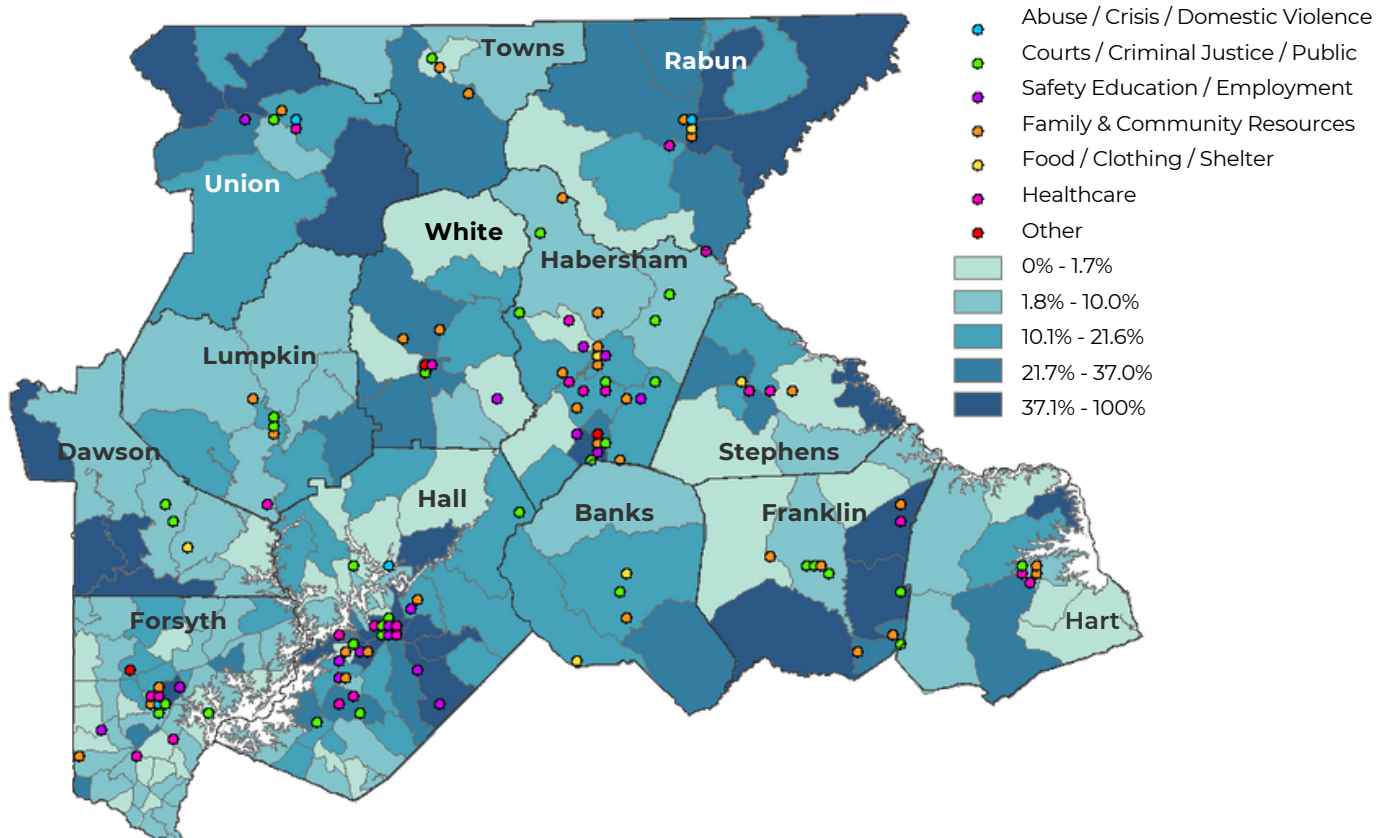 Abuse / Crisis / Domestic Violence
Courts / Criminal Justice / Public
Safety Education / Employment
Family & Community Resources
Food / Clothing / Shelter
Healthcare
Other
0% - 1.7%
1.8% - 10.0%
10.1% - 21.6%
21.7% - 37.0%
37.1% - 100%
Towns
Rabun
Union
White
Habersham
Lumpkin
Dawson
Stephens
Hall
Banks
Franklin
Forsyth
Hart